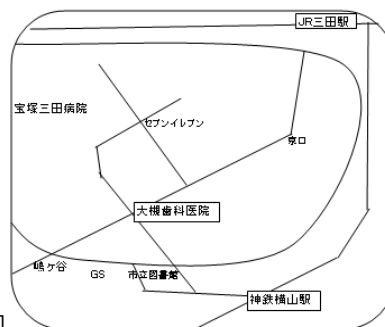 JR三田駅
宝塚三田病院
セブンイレブン
京口
大槻歯科医院
嶋ヶ谷
GS
市立図書館
神鉄横山駅
]